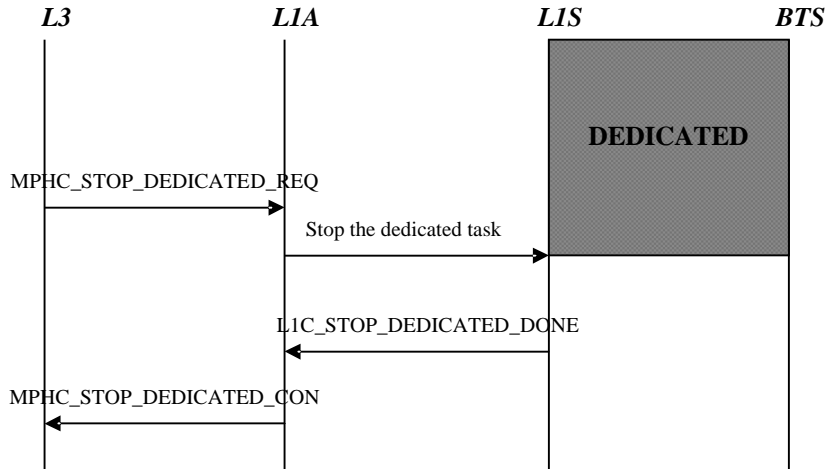 L3 L1A L1S BTS
DEDICATED
MPHC_STOP_DEDICATED_REQ
Stop the dedicated task
L1C_STOP_DEDICATED_DONE
MPHC_STOP_DEDICATED_CON